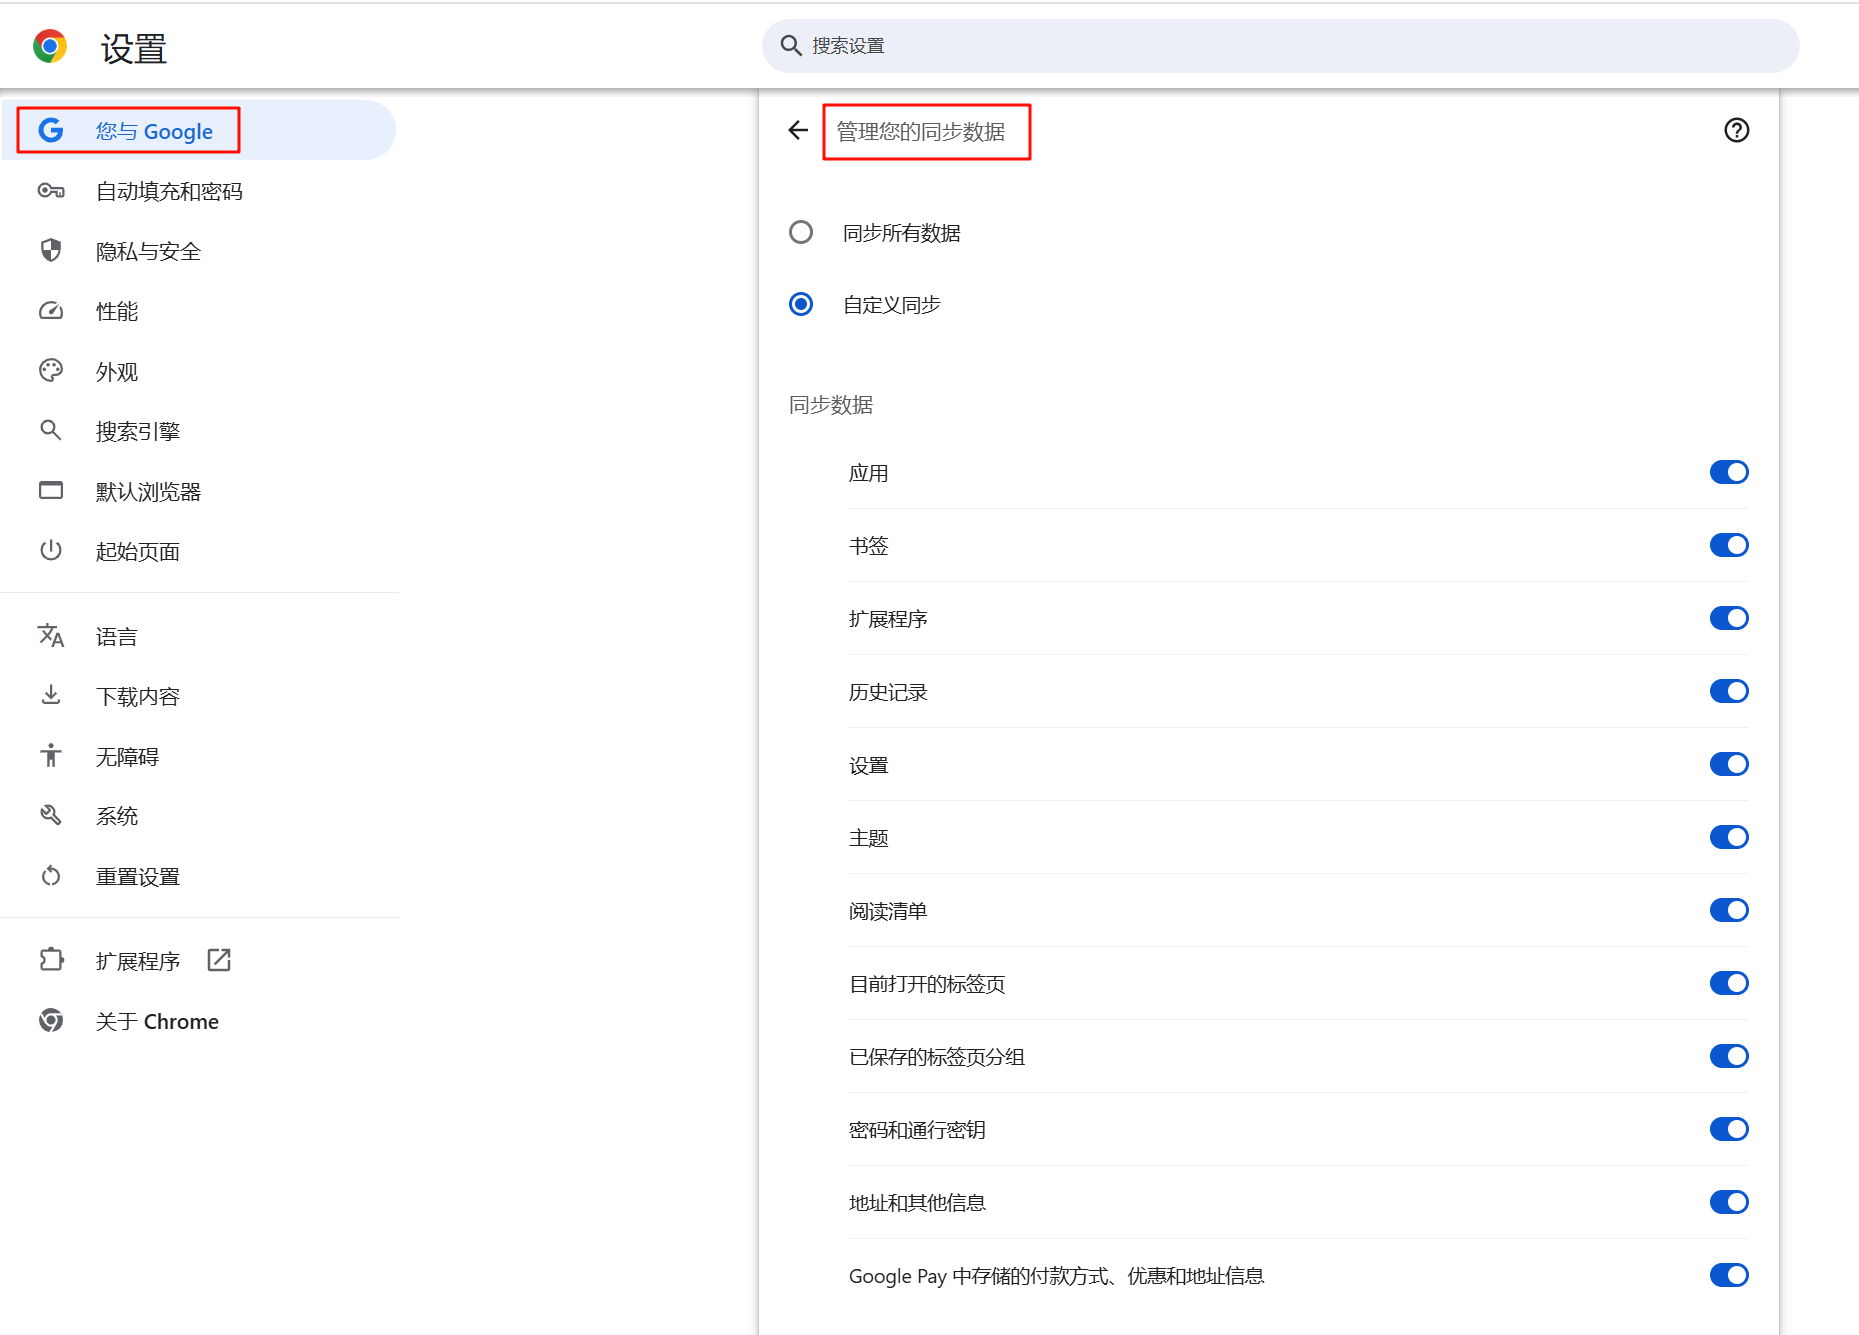 设置
搜索设置
您与 Google
自动填充和密码
隐私与安全
性能
外观
搜索引擎
默认浏览器
起始页面
语言
下载内容
无障碍
系统
重置设置
扩展程序
关于 Chrome
管理您的同步数据
同步所有数据
自定义同步
同步数据
应用
书签
扩展程序
历史记录
设置
主题
阅读清单
目前打开的标签页
已保存的标签页分组
密码和通行密钥
地址和其他信息
Google Pay 中存储的付款方式、优惠和地址信息